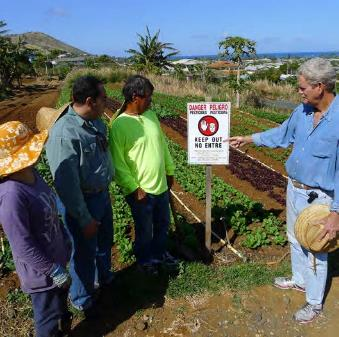 DANGER PELIGRO
PESTICIDES PESTICIDAS
KEEP OUT
NO ENTRE